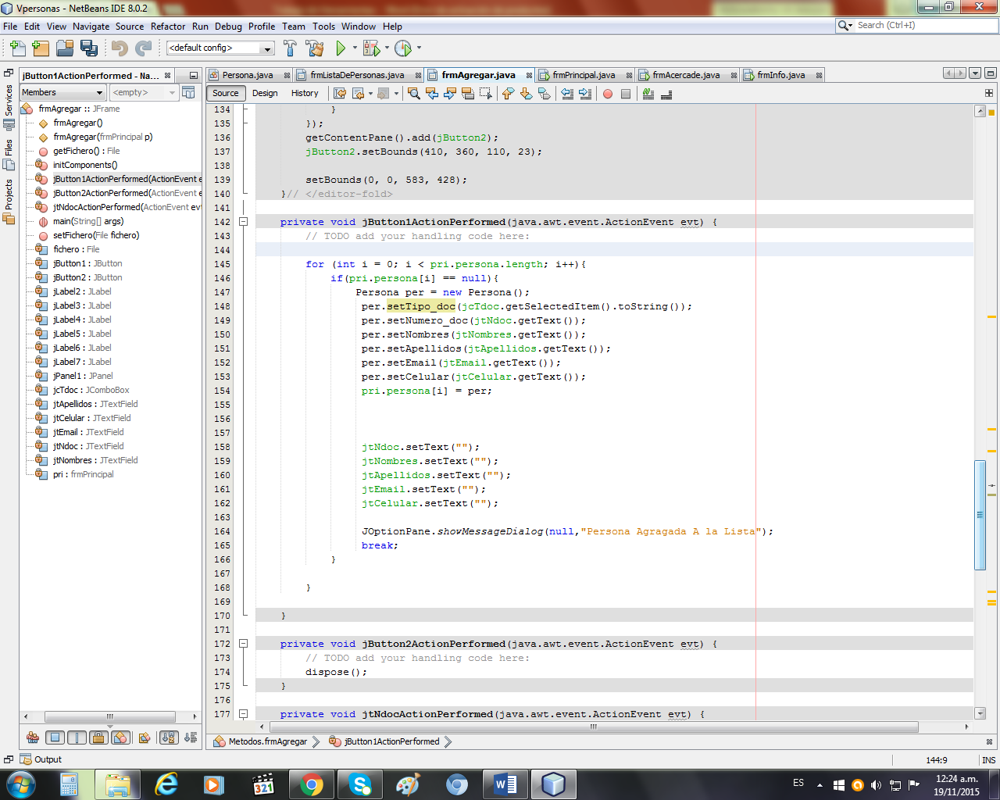 Vpersonas - NetBeans IDE 8.0.2
File Edit View Navigate Source Refactor Run Debug Profile Team Tools Window Help
Search (Ctrl+I)
<default config>
jButton1ActionPerformed - Na...
Persona.java frmListaDePersonas.java frmAgregar.java frmPrincipal.java frmAcercade.java frmInfo.java
Members <empty>
Source Design History
Services
Files
Projects
frmAgregar :: JFrame
frmAgregar()
frmAgregar(frmPrincipal p)
getFichero() : File
initComponents()
jButton1ActionPerformed(ActionEvent e
jButton2ActionPerformed(ActionEvent e
jtNdocActionPerformed(ActionEvent evt
main(String[] args)
setFichero(File fichero)
fichero : File
jButton1 : JButton
jButton2 : JButton
jLabel2 : JLabel
jLabel3 : JLabel
jLabel4 : JLabel
jLabel5 : JLabel
jLabel6 : JLabel
jLabel7 : JLabel
jPanel1 : JPanel
jcTdoc : JComboBox
jtApellidos : JTextField
jtCelular : JTextField
jtEmail : JTextField
jtNdoc : JTextField
jtNombres : JTextField
pri : frmPrincipal
134 }
135 });
136 getContentPane().add(jButton2);
137 jButton2.setBounds(410, 360, 110, 23);
138
139 setBounds(0, 0, 583, 428);
140 }// </editor-fold>
141
142 private void jButton1ActionPerformed(java.awt.event.ActionEvent evt) {
143 // TODO add your handling code here:
144
145 for (int i = 0; i < pri.persona.length; i++){
146 if(pri.persona[i] == null){
147 Persona per = new Persona();
148 per.setTipo_doc(jcTdoc.getSelectedItem().toString());
149 per.setNumero_doc(jtNdoc.getText());
150 per.setNombres(jtNombres.getText());
151 per.setApellidos(jtApellidos.getText());
152 per.setEmail(jtEmail.getText());
153 per.setCelular(jtCelular.getText());
154 pri.persona[i] = per;
155
156
157
158 jtNdoc.setText("");
159 jtNombres.setText("");
160 jtApellidos.setText("");
161 jtEmail.setText("");
162 jtCelular.setText("");
163
164 JOptionPane.showMessageDialog(null,"Persona Agragada A la Lista");
165 break;
166 }
167
168 }
169
170 }
171
172 private void jButton2ActionPerformed(java.awt.event.ActionEvent evt) {
173 // TODO add your handling code here:
174 dispose();
175 }
176
177 private void jtNdocActionPerformed(java.awt.event.ActionEvent evt) {
Metodos.frmAgregar jButton1ActionPerformed
Output
144:9 INS
321
ES
12:24 a.m.
19/11/2015